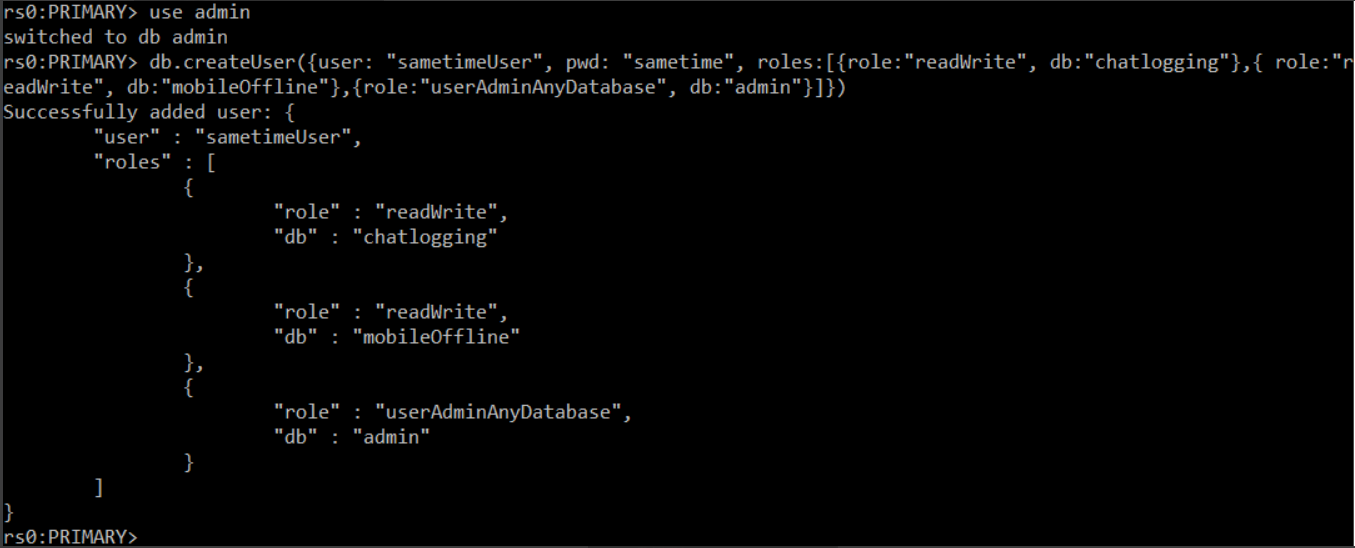 rs0:PRIMARY> use admin
switched to db admin
rs0:PRIMARY> db.createUser({user: "sametimeUser", pwd: "sametime", roles:[{role:"readWrite", db:"chatlogging"},{ role:"r
eadWrite", db:"mobileOffline"},{role:"userAdminAnyDatabase", db:"admin"}]})
Successfully added user: {
        "user" : "sametimeUser",
        "roles" : [
                {
                        "role" : "readWrite",
                        "db" : "chatlogging"
                },
                {
                        "role" : "readWrite",
                        "db" : "mobileOffline"
                },
                {
                        "role" : "userAdminAnyDatabase",
                        "db" : "admin"
                }
        ]
}
rs0:PRIMARY>